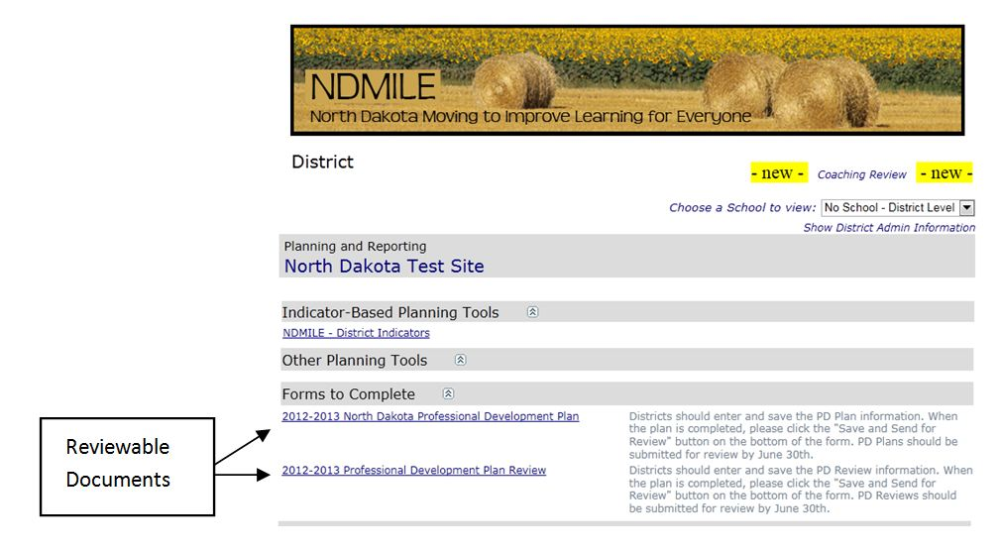 NDMILE
North Dakota Moving to Improve Learning for Everyone
District
- new - Coaching Review - new -
Choose a School to view: No School - District Level
Show District Admin Information
Planning and Reporting
North Dakota Test Site
Indicator-Based Planning Tools
NDMILE - District Indicators
Other Planning Tools
Forms to Complete
2012-2013 North Dakota Professional Development Plan
Districts should enter and save the PD Plan information. When
the plan is completed, please click the "Save and Send for
Review" button on the bottom of the form. PD Plans should be
submitted for review by June 30th.
Reviewable
Documents
2012-2013 Professional Development Plan Review
Districts should enter and save the PD Review information. When
the plan is completed, please click the "Save and Send for
Review" button on the bottom of the form. PD Reviews should
be submitted for review by June 30th.